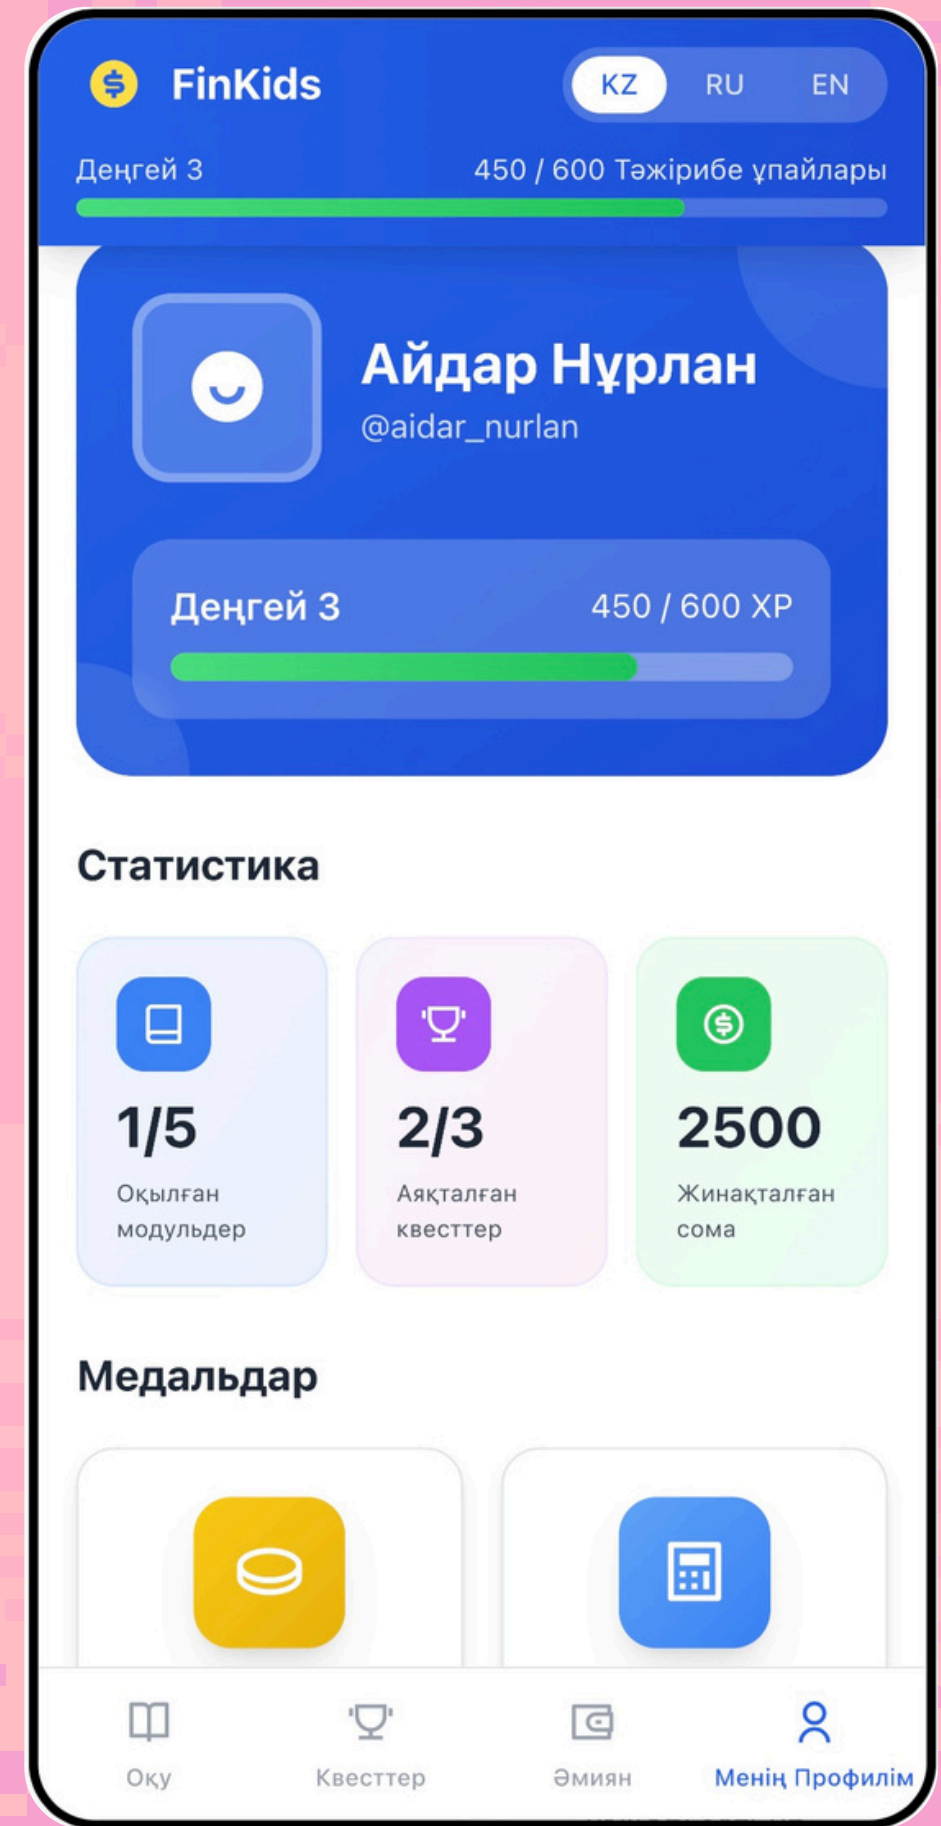 FinKids
KZ RU EN
Деңгей 3 450 / 600 Тәжірибе ұпайлары
Айдар Нұрлан
@aidar_nurlan
Деңгей 3 450 / 600 XP
Статистика
1/5 2/3 2500
Оқылған Аяқталған Жинақталған
модульдер квесттер сома
Медальдар
Оқу Квесттер Әмиян Менің Профилім